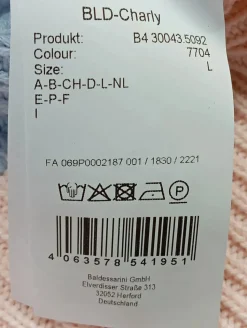 BLD-Charly
Produkt: B4 30043.5092
Colour: 7704
Size: L
A-B-CH-D-L-NL
E-P-F
I
FA 069P0002187 001 / 1830 / 2221
4 063578 541951
Baldessarini GmbH
Elverdisser Straße 313
32052 Herford
Deutschland